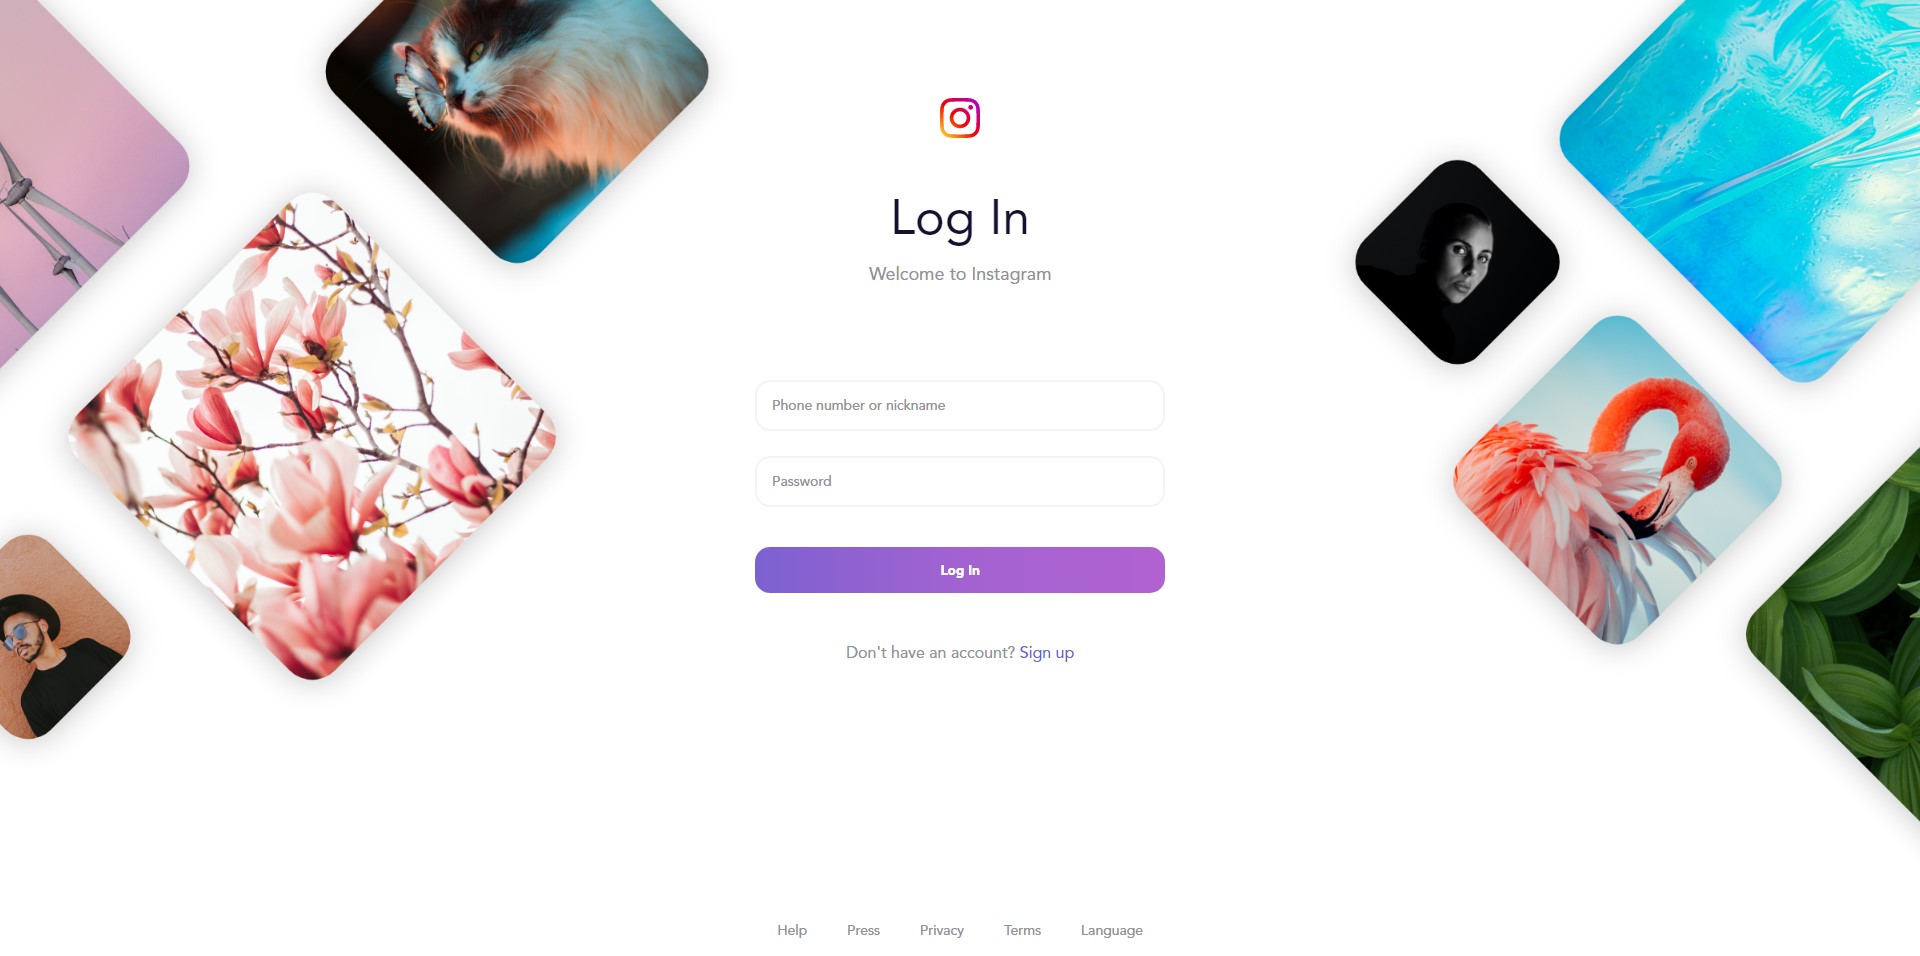 Log In
Welcome to Instagram
Phone number or nickname
Password
Log In
Don't have an account? Sign up
Help Press Privacy Terms Language